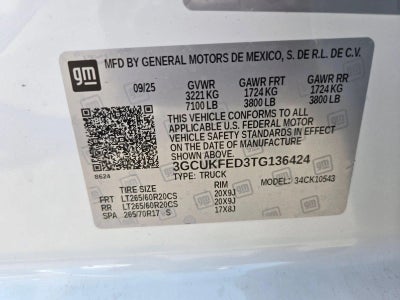 gm
MFD BY GENERAL MOTORS DE MEXICO, S. DE R.L. DE C.V.
09/25 GVWR GAWR FRT GAWR RR
3221 KG 1724 KG 1724 KG
7100 LB 3800 LB 3800 LB
THIS VEHICLE CONFORMS TO ALL
APPLICABLE U.S. FEDERAL MOTOR
VEHICLE SAFETY STANDARDS IN EFFECT ON
THE DATE OF MANUFACTURE SHOWN ABOVE.
3GCUKFED3TG136424
8624 TYPE: TRUCK MODEL: 34CK10543
TIRE SIZE RIM
FRT LT265/60R20CS 20X9J
RR LT265/60R20CS 20X9J
SPA 265/70R17 S 17X8J